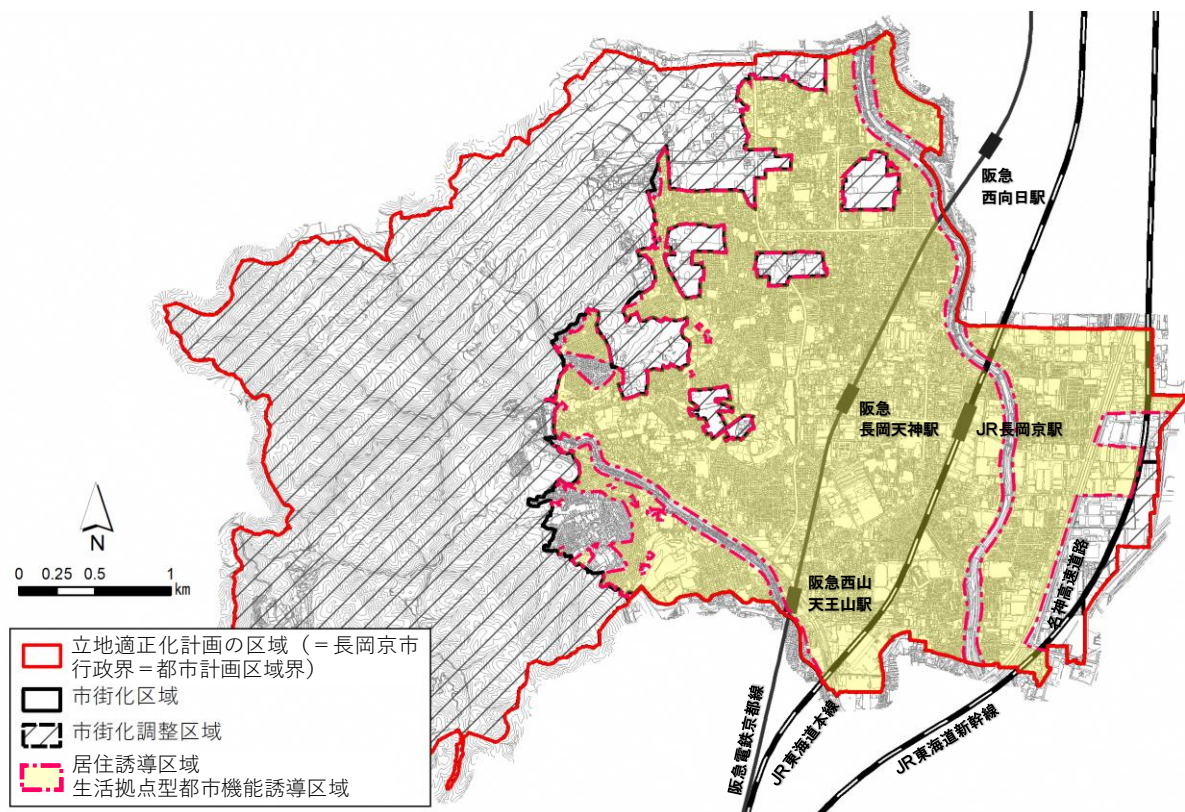 阪急
西向日駅
阪急
長岡天神駅
JR長岡京駅
阪急西山
天王山駅
名神高速道路
阪急電鉄京都線
JR東海道本線
JR東海道新幹線
N
0 0.25 0.5 1
km
立地適正化計画の区域（＝長岡京市
行政界＝都市計画区域界）
市街化区域
市街化調整区域
居住誘導区域
生活拠点型都市機能誘導区域